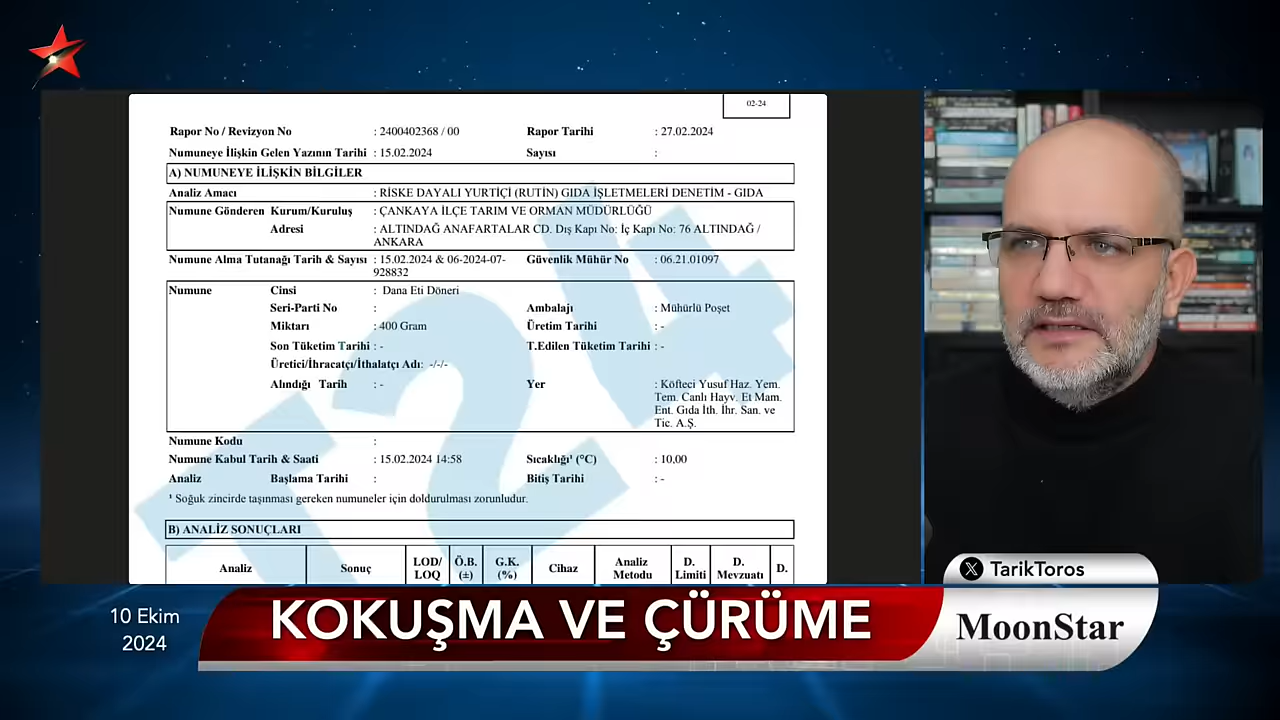 02-24
Rapor No / Revizyon No : 2400402368 / 00 Rapor Tarihi : 27.02.2024
Numuneye İlişkin Gelen Yazının Tarihi : 15.02.2024 Sayısı :
A) NUMUNEYE İLİŞKİN BİLGİLER
Analiz Amacı : RİSKE DAYALI YURTİÇİ (RUTİN) GIDA İŞLETMELERİ DENETİM - GIDA
Numune Gönderen Kurum/Kuruluş : ÇANKAYA İLÇE TARIM VE ORMAN MÜDÜRLÜĞÜ
Adresi : ALTINDAĞ ANAFARTALAR CD. Dış Kapı No: İç Kapı No: 76 ALTINDAĞ /
ANKARA
Numune Alma Tutanağı Tarih & Sayısı : 15.02.2024 & 06-2024-07- Güvenlik Mühür No : 06.21.01097
928832
Numune Cinsi : Dana Eti Döneri
Seri-Parti No : Ambalajı : Mühürlü Poşet
Miktarı : 400 Gram Üretim Tarihi : -
Son Tüketim Tarihi : - T.Edilen Tüketim Tarihi : -
Üretici/İhracatçı/İthalatçı Adı: -/-/-
Alındığı Tarih : - Yer : Köfteci Yusuf Haz. Yem.
Tem. Canlı Hayv. Et Mam.
Ent. Gıda İth. İhr. San. ve
Tic. A.Ş.
Numune Kodu :
Numune Kabul Tarih & Saati : 15.02.2024 14:58 Sıcaklığı¹ (°C) : 10,00
Analiz Başlama Tarihi : Bitiş Tarihi : -
¹ Soğuk zincirde taşınması gereken numuneler için doldurulması zorunludur.
B) ANALİZ SONUÇLARI
Analiz Sonuç LOD/ Ö.B. G.K. Cihaz Analiz D. D. D.
LOQ (±) (%) Metodu Limiti Mevzuatı
T24
X TarikToros
10 Ekim
2024
KOKUŞMA VE ÇÜRÜME
MoonStar